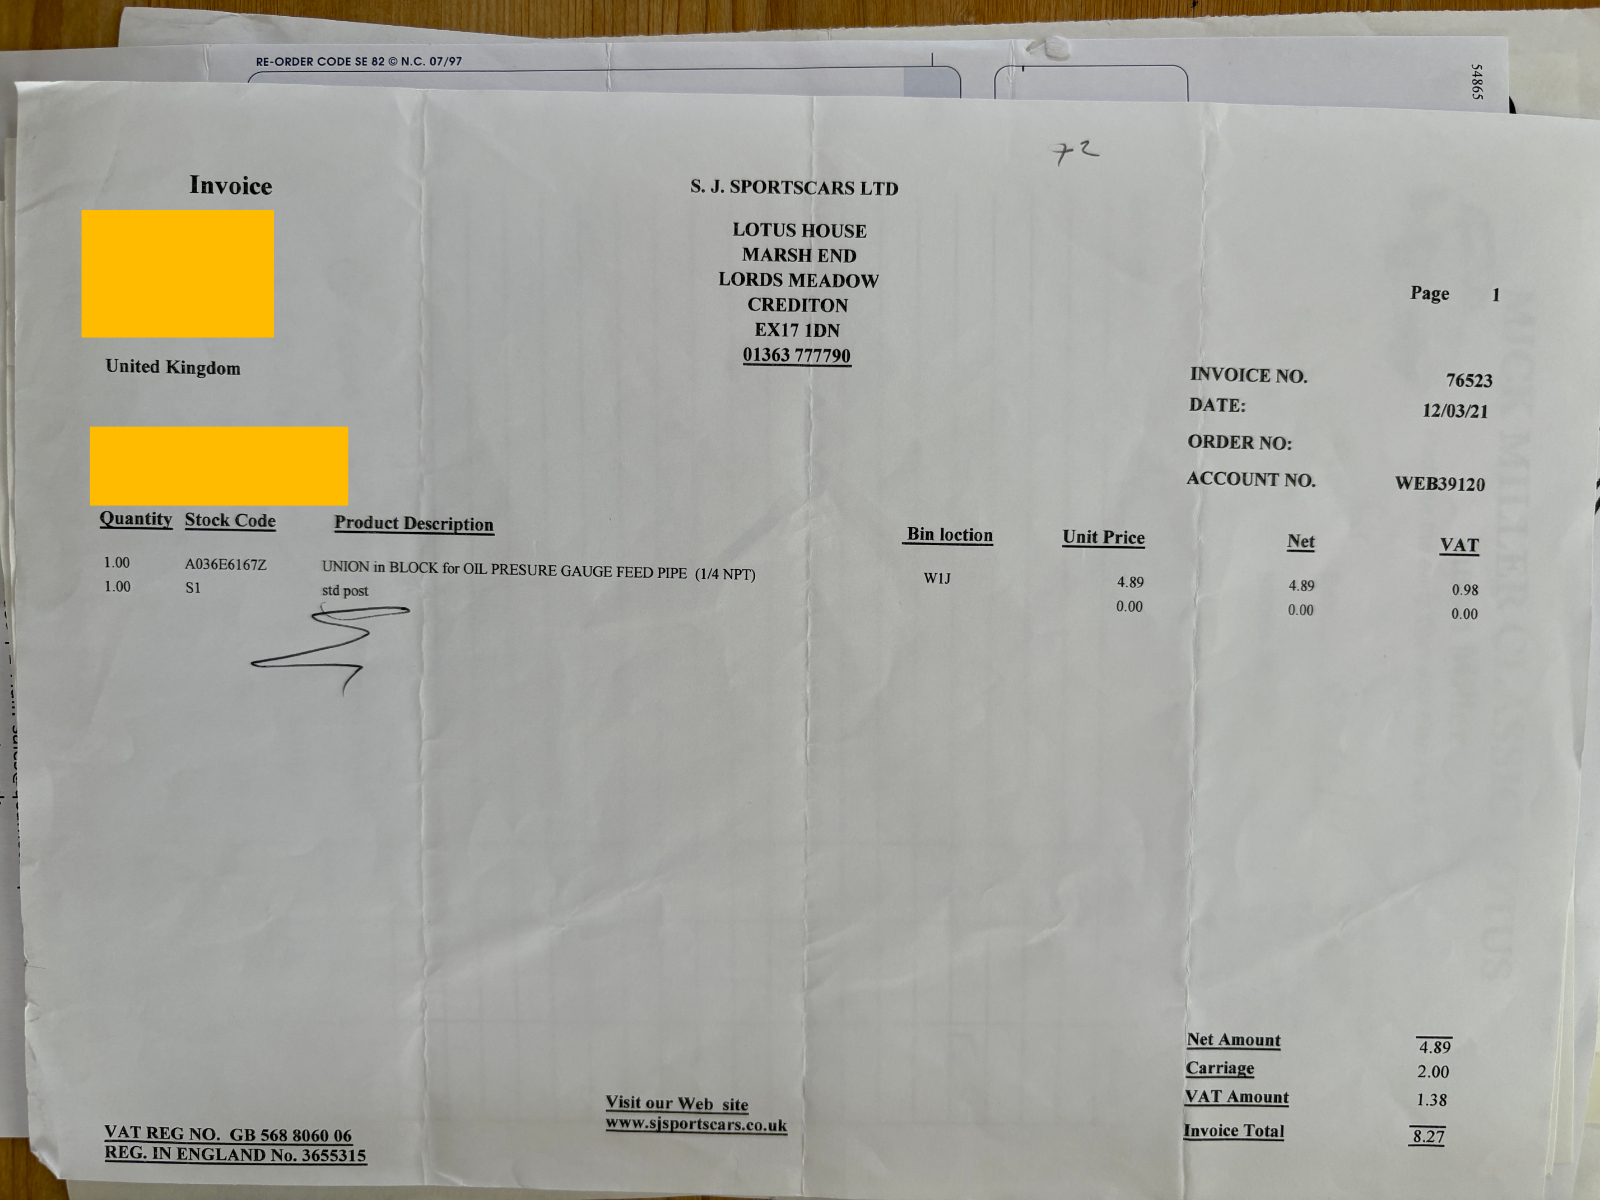 RE-ORDER CODE SE 82 © N.C. 07/97
54865
72
Invoice
S. J. SPORTSCARS LTD
LOTUS HOUSE
MARSH END
LORDS MEADOW
CREDITON
EX17 1DN
01363 777790
Page 1
United Kingdom
INVOICE NO. 76523
DATE: 12/03/21
ORDER NO:
ACCOUNT NO. WEB39120
Quantity Stock Code Product Description Bin loction Unit Price Net VAT
1.00 A036E6167Z UNION in BLOCK for OIL PRESURE GAUGE FEED PIPE (1/4 NPT) W1J 4.89 4.89 0.98
1.00 S1 std post 0.00 0.00 0.00
Net Amount 4.89
Carriage 2.00
VAT Amount 1.38
Invoice Total 8.27
Visit our Web site
www.sjsportscars.co.uk
VAT REG NO. GB 568 8060 06
REG. IN ENGLAND No. 3655315